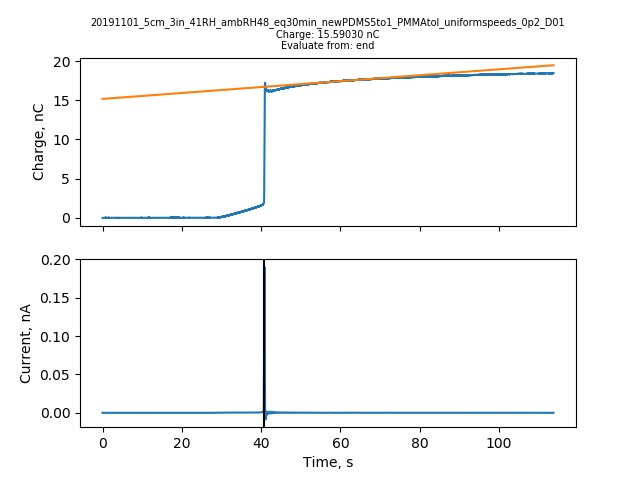 20191101_5cm_3in_41RH_ambRH48_eq30min_newPDMS5to1_PMMAtol_uniformspeeds_0p2_D01
Charge: 15.59030 nC
Evaluate from: end
20
15
10
5
0
Charge, nC
0.20
0.15
0.10
0.05
0.00
Current, nA
0 20 40 60 80 100
Time, s